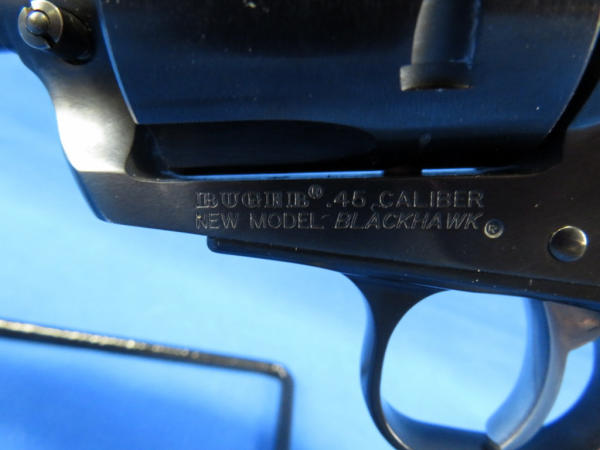 RUGER® .45 CALIBER
NEW MODEL BLACKHAWK ®